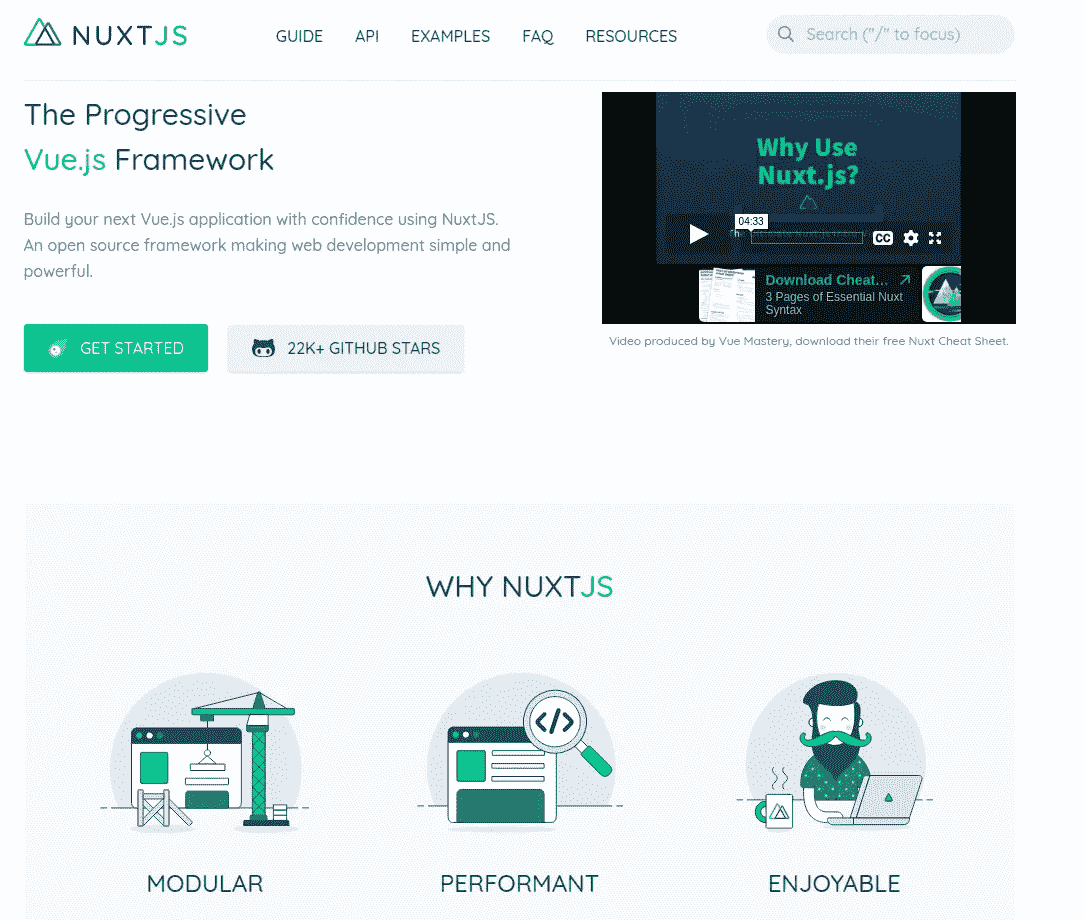 NUXTJS
GUIDE
API
EXAMPLES
FAQ
RESOURCES
Search ("/" to focus)
The Progressive
Vue.js Framework
Build your next Vue.js application with confidence using NuxtJS.
An open source framework making web development simple and
powerful.
GET STARTED
22K+ GITHUB STARS
Why Use
Nuxt.js?
04:33
CC
Download Cheat...
3 Pages of Essential Nuxt
Syntax
Video produced by Vue Mastery, download their free Nuxt Cheat Sheet.
WHY NUXTJS
</>
MODULAR
PERFORMANT
ENJOYABLE